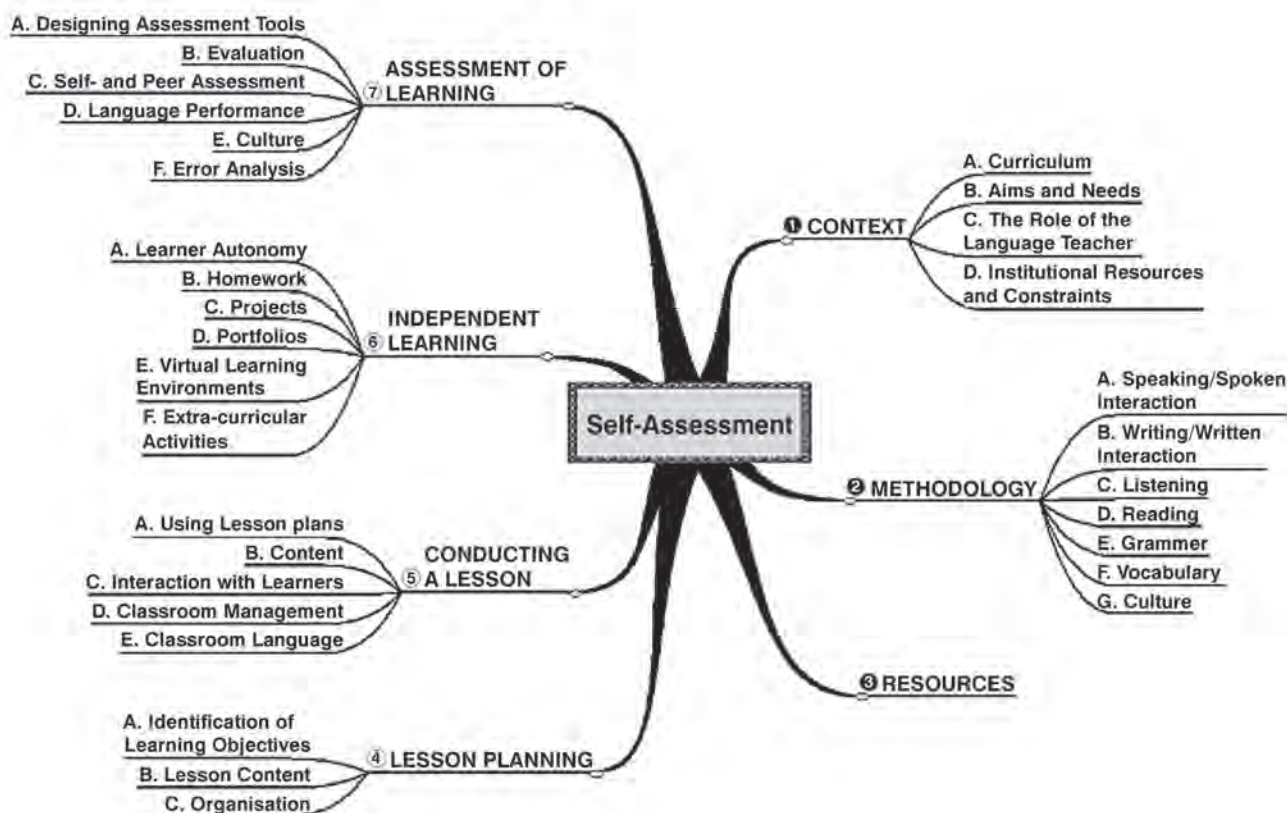 Self-Assessment
❶ CONTEXT
A. Curriculum
B. Aims and Needs
C. The Role of the
Language Teacher
D. Institutional Resources
and Constraints
❷ METHODOLOGY
A. Speaking/Spoken
Interaction
B. Writing/Written
Interaction
C. Listening
D. Reading
E. Grammer
F. Vocabulary
G. Culture
❸ RESOURCES
④ LESSON PLANNING
A. Identification of
Learning Objectives
B. Lesson Content
C. Organisation
⑤ CONDUCTING
A LESSON
A. Using Lesson plans
B. Content
C. Interaction with Learners
D. Classroom Management
E. Classroom Language
⑥ INDEPENDENT
LEARNING
A. Learner Autonomy
B. Homework
C. Projects
D. Portfolios
E. Virtual Learning
Environments
F. Extra-curricular
Activities
⑦ ASSESSMENT OF
LEARNING
A. Designing Assessment Tools
B. Evaluation
C. Self- and Peer Assessment
D. Language Performance
E. Culture
F. Error Analysis